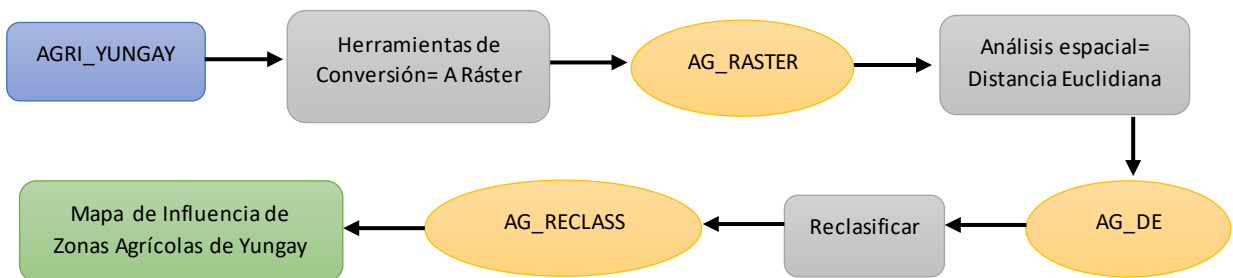 AGRI_YUNGAY
Herramientas de
Conversión= A Ráster
AG_RASTER
Análisis espacial=
Distancia Euclidiana
AG_DE
Reclasificar
AG_RECLASS
Mapa de Influencia de
Zonas Agrícolas de Yungay